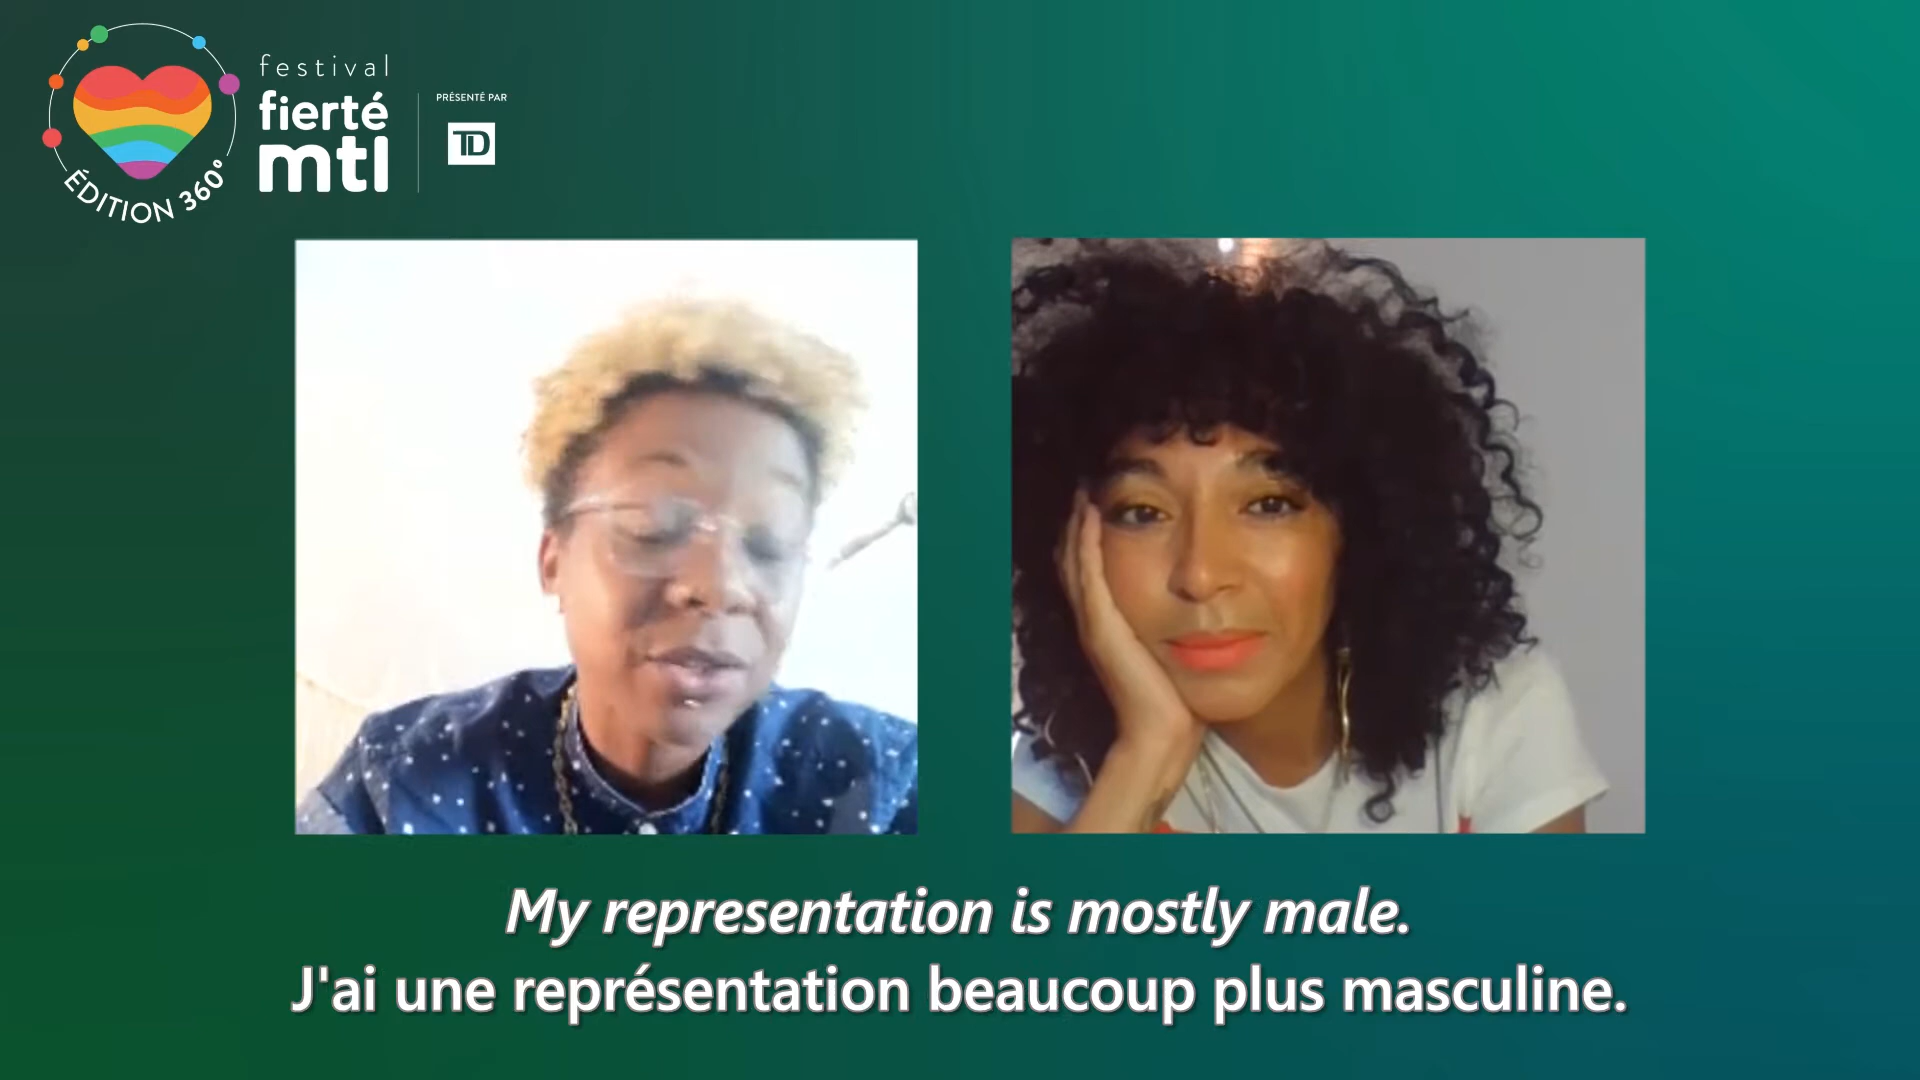 festival
fierté
mtl
PRÉSENTÉ PAR
TD
ÉDITION 360°
My representation is mostly male.
J'ai une représentation beaucoup plus masculine.